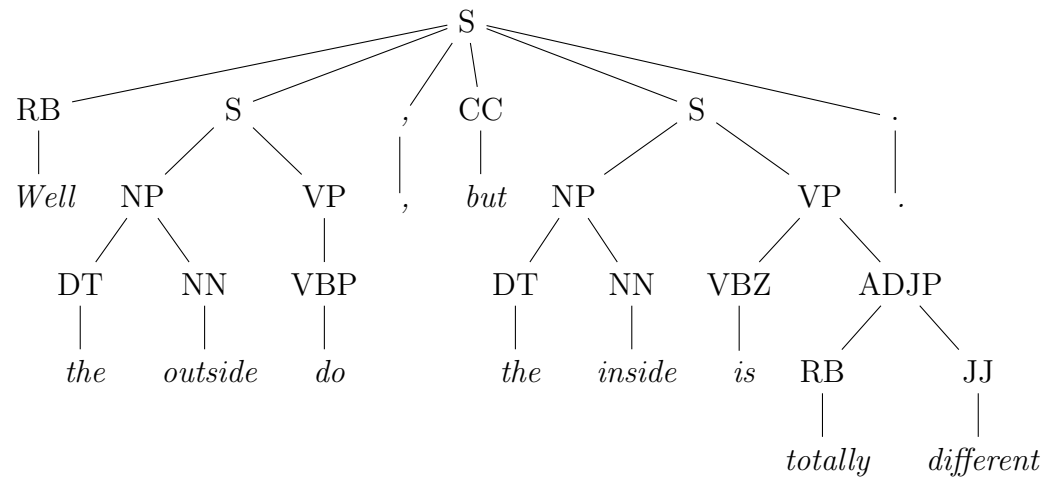 S
RB S , CC S .
Well NP VP , but NP VP .
DT NN VBP DT NN VBZ ADJP
the outside do the inside is RB JJ
totally different